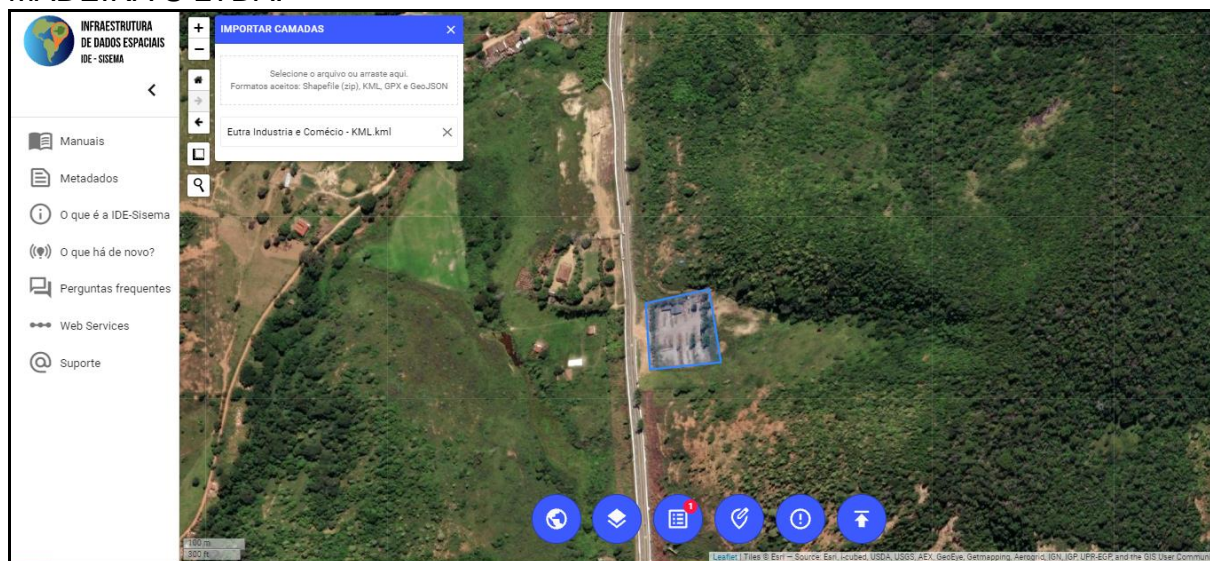 INFRAESTRUTURA
DE DADOS ESPACIAIS
IDE - SISEMA
Manuais
Metadados
O que é a IDE-Sisema
O que há de novo?
Perguntas frequentes
Web Services
Suporte
IMPORTAR CAMADAS
Selecione o arquivo ou arraste aqui.
Formatos aceitos: Shapefile (zip), KML, GPX e GeoJSON
Eutra Industria e Comécio - KML.kml
1
100 m
300 ft
Leaflet | Tiles © Esri — Source: Esri, i-cubed, USDA, USGS, AEX, GeoEye, Getmapping, Aerogrid, IGN, IGP, UPR-EGP, and the GIS User Commun